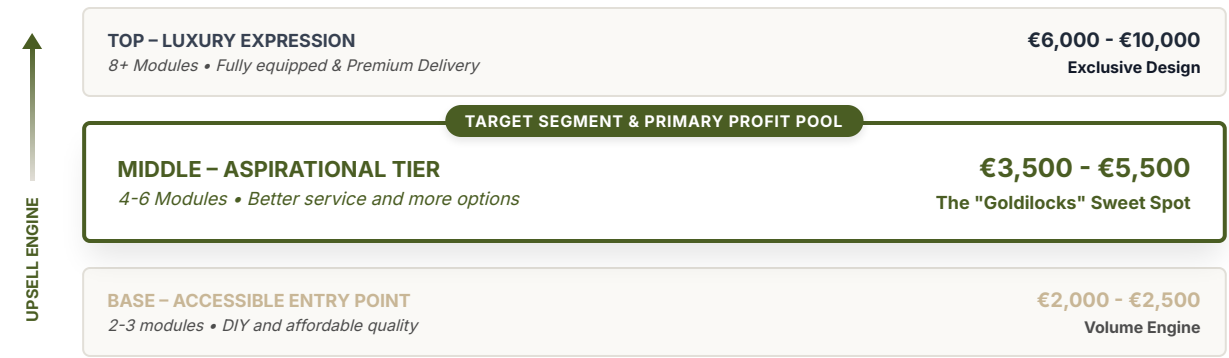 TOP – LUXURY EXPRESSION
€6,000 - €10,000
8+ Modules • Fully equipped & Premium Delivery
Exclusive Design
TARGET SEGMENT & PRIMARY PROFIT POOL
MIDDLE – ASPIRATIONAL TIER
€3,500 - €5,500
4-6 Modules • Better service and more options
The "Goldilocks" Sweet Spot
UPSELL ENGINE
BASE – ACCESSIBLE ENTRY POINT
€2,000 - €2,500
2-3 modules • DIY and affordable quality
Volume Engine